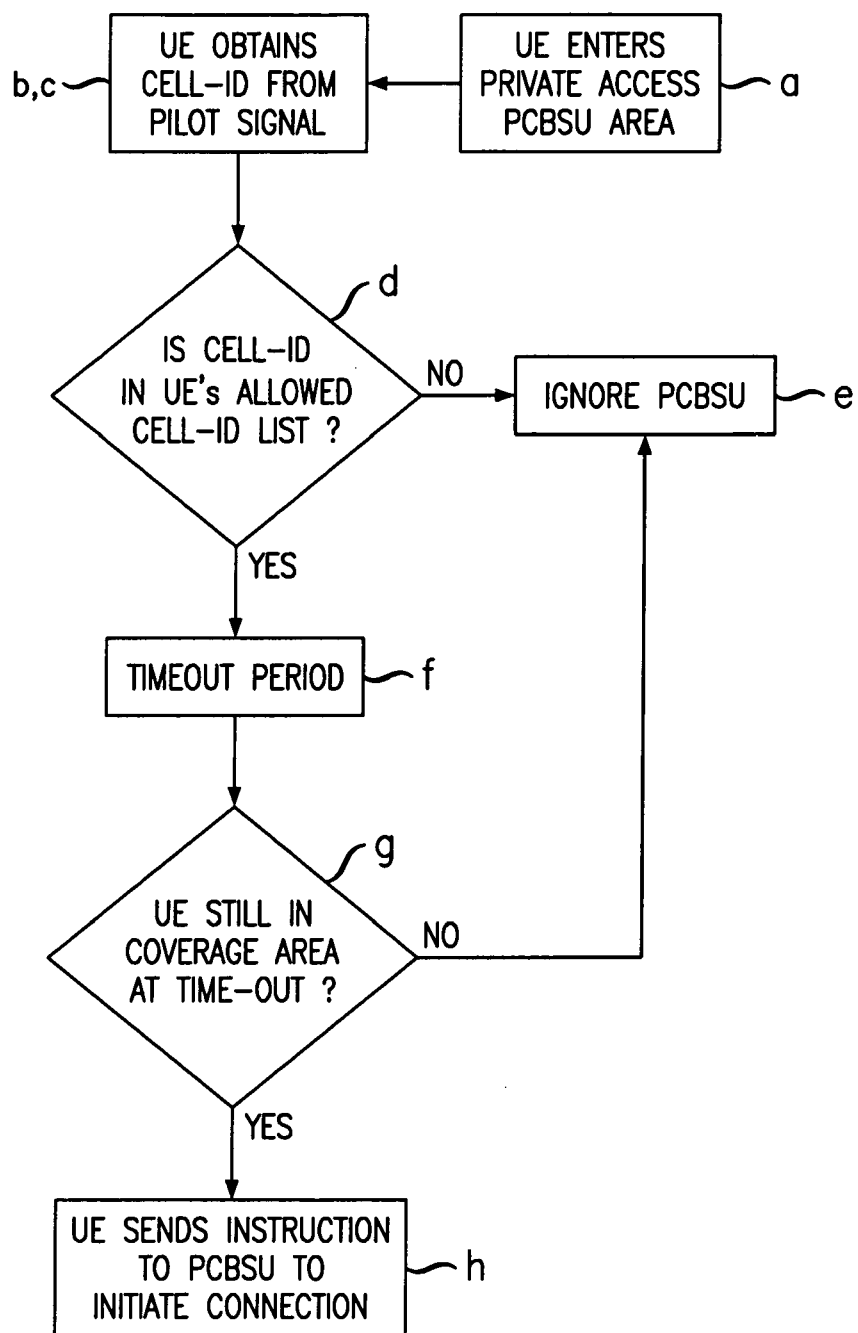 UE OBTAINS
CELL-ID FROM
PILOT SIGNAL
b,c
UE ENTERS
PRIVATE ACCESS
PCBSU AREA
a
d
IS CELL-ID
IN UE's ALLOWED
CELL-ID LIST ?
NO
IGNORE PCBSU
e
YES
TIMEOUT PERIOD
f
g
UE STILL IN
COVERAGE AREA
AT TIME-OUT ?
NO
YES
UE SENDS INSTRUCTION
TO PCBSU TO
INITIATE CONNECTION
h